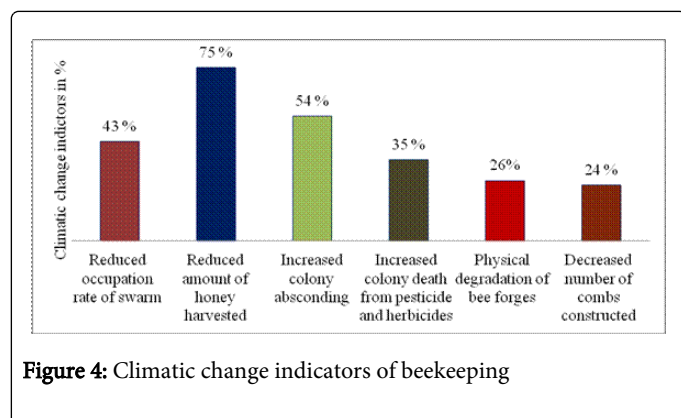 Climatic change indictors in %
43 %
75 %
54 %
35 %
26%
24 %
Reduced
occupation
rate of swarm
Reduced
amount of
honey
harvested
Increased
colony
absconding
Increased
colony death
from pesticide
and herbicides
Physical
degradation of
bee forges
Decreased
number of
combs
constructed
Figure 4: Climatic change indicators of beekeeping